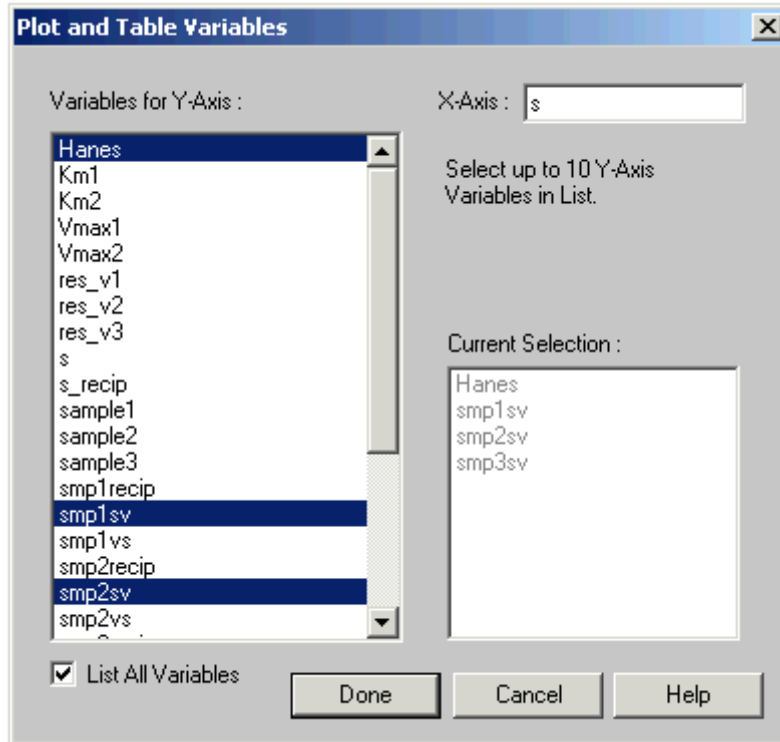 Plot and Table Variables
Variables for Y-Axis :
Hanes
Km1
Km2
Vmax1
Vmax2
res_v1
res_v2
res_v3
s
s_recip
sample1
sample2
sample3
smp1recip
smp1sv
smp1vs
smp2recip
smp2sv
smp2vs
List All Variables
X-Axis : s
Select up to 10 Y-Axis
Variables in List.
Current Selection :
Hanes
smp1sv
smp2sv
smp3sv
Done
Cancel
Help